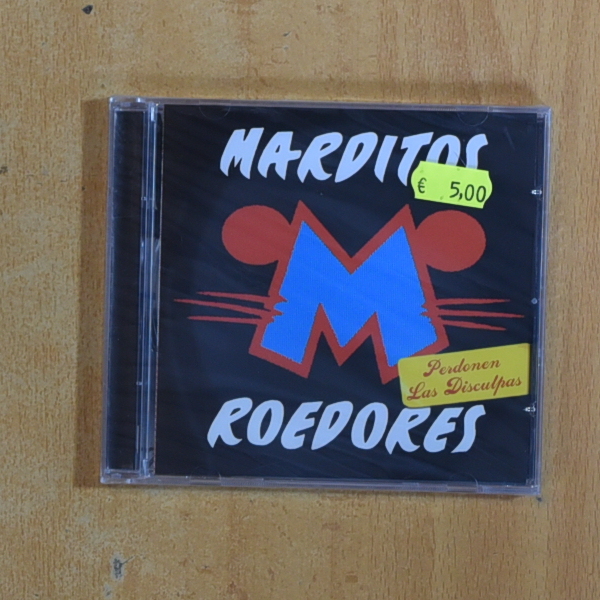 MARDITOS
€ 5,00
M
Perdonen
Las Disculpas
ROEDORES